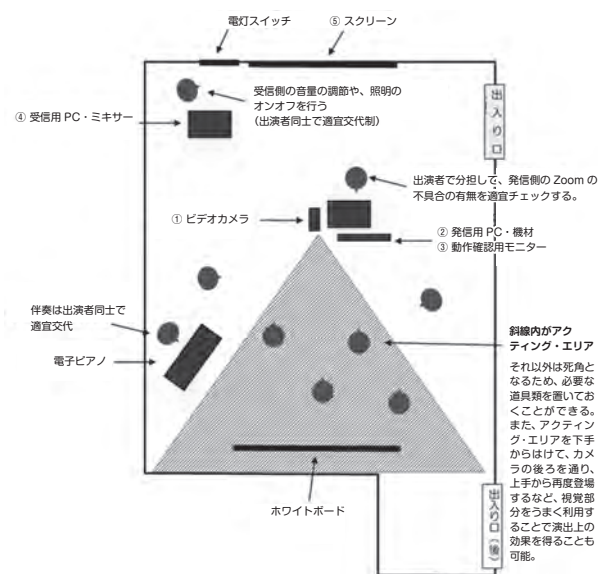 電灯スイッチ
⑤ スクリーン
④ 受信用 PC・ミキサー
受信側の音量の調節や、照明の
オンオフを行う
（出演者同士で適宜交代制）
出入り口
出演者で分担して、発信側の Zoom の
不具合の有無を適宜チェックする。
① ビデオカメラ
② 発信用 PC・機材
③ 動作確認用モニター
伴奏は出演者同士で
適宜交代
電子ピアノ
斜線内がアク
ティング・エリア
それ以外は死角と
なるため、必要な
道具類を置いてお
くことができる。
また、アクティン
グ・エリアを下手
からはけて、カメ
ラの後ろを通り、
上手から再度登場
するなど、視覚部
分をうまく利用す
ることで演出上の
効果を得ることも
可能。
ホワイトボード
出入り口（後）